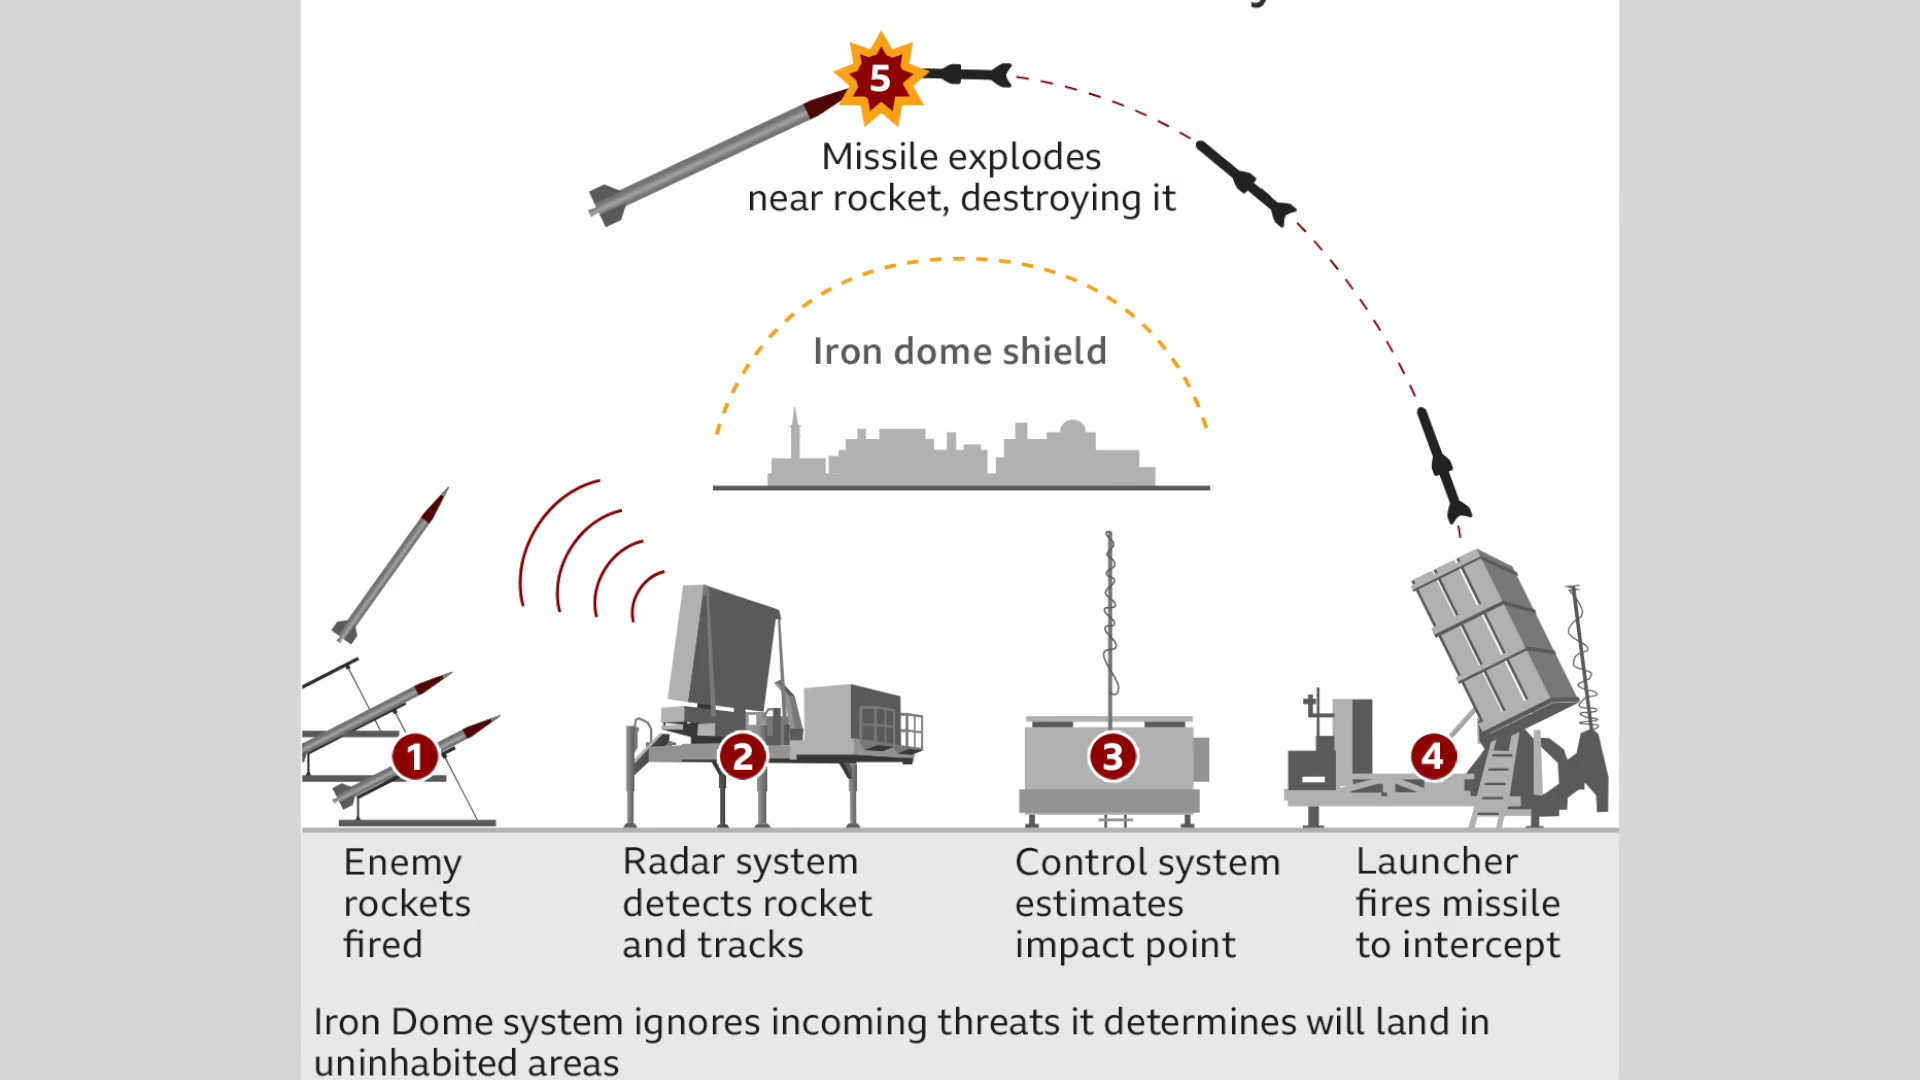 5
Missile explodes
near rocket, destroying it
Iron dome shield
1
2
3
4
Enemy
rockets
fired
Radar system
detects rocket
and tracks
Control system
estimates
impact point
Launcher
fires missile
to intercept
Iron Dome system ignores incoming threats it determines will land in
uninhabited areas